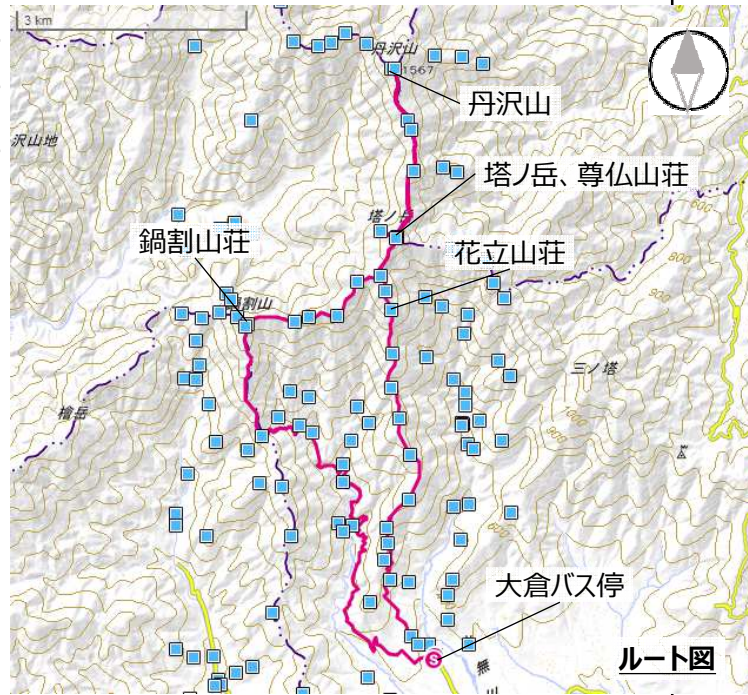 3 km
丹沢山
1567
丹沢山
沢山地
塔ノ岳、尊仏山荘
塔ノ岳
鍋割山荘
花立山荘
600
800
900
鍋割山
三ノ塔
檜岳
1000
900
600
大倉バス停
S
無川
ルート図